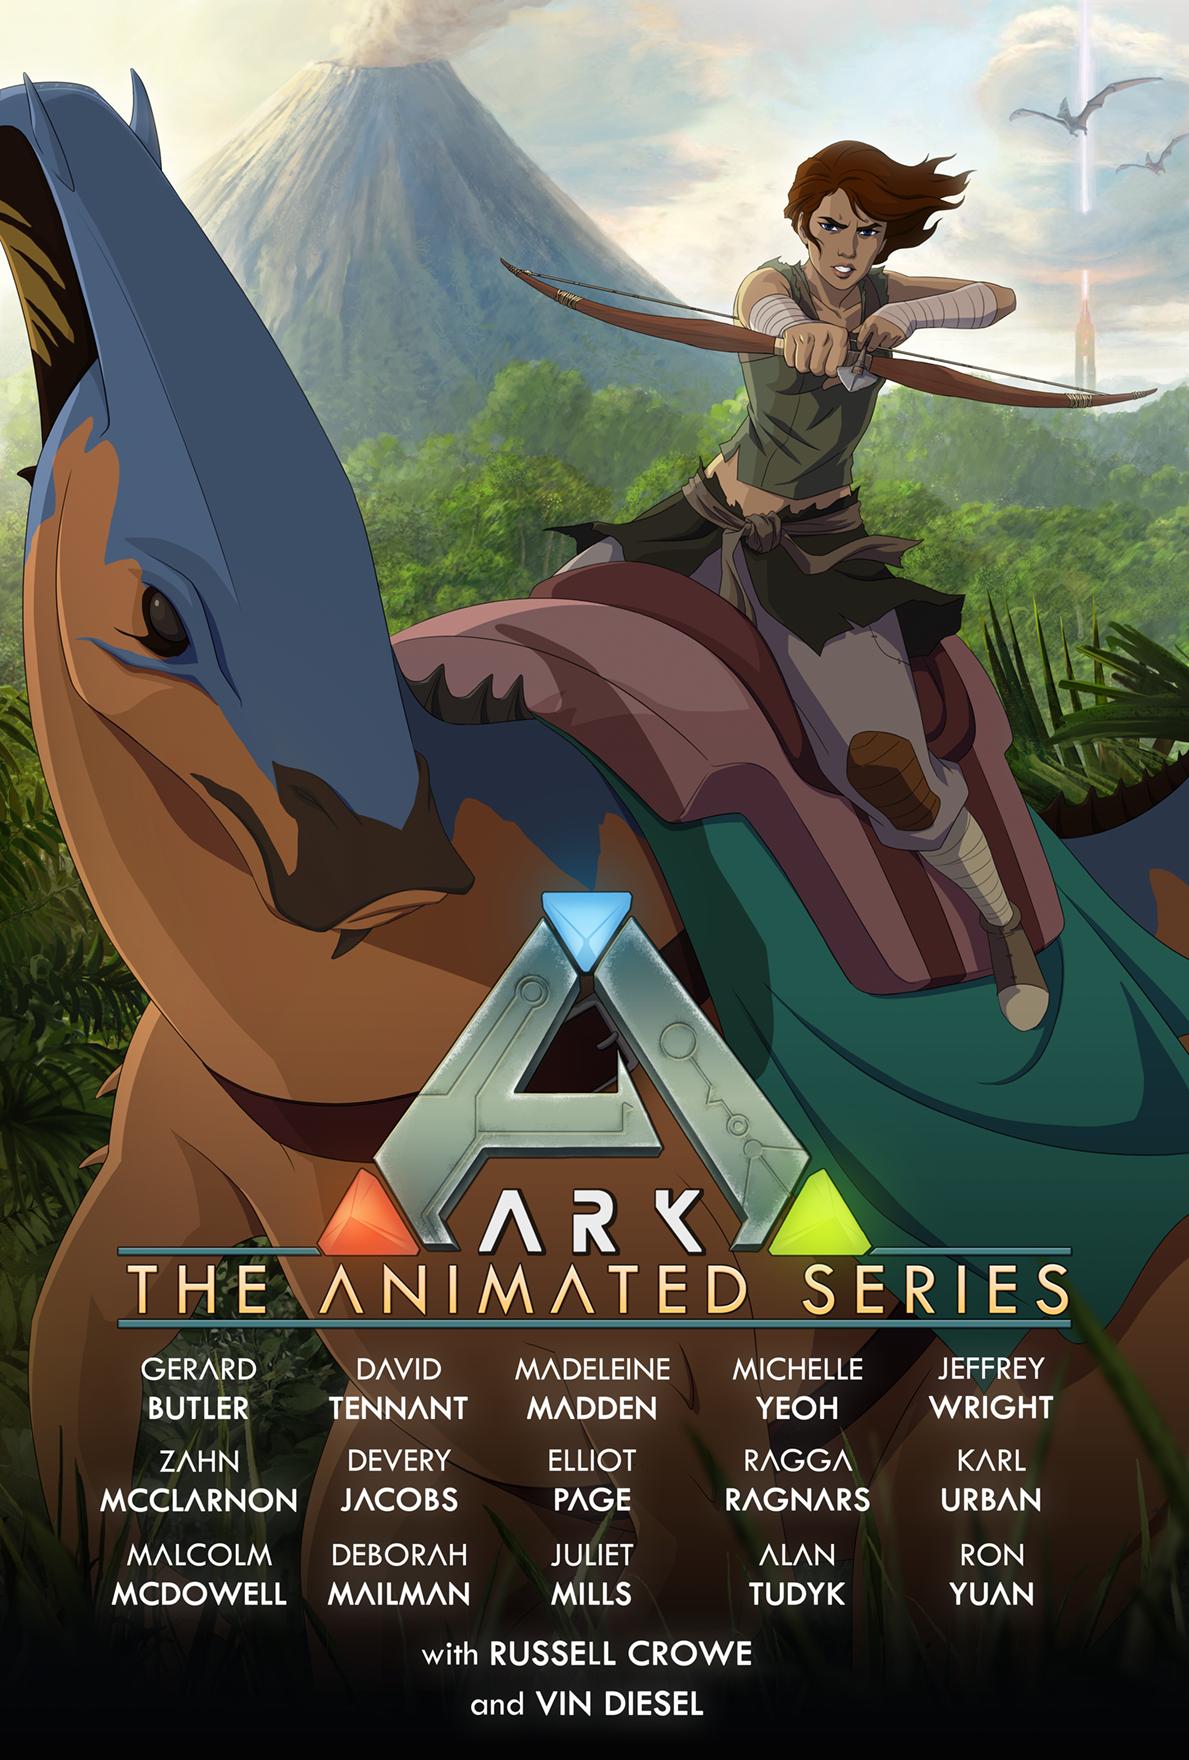 ARK
THE ANIMATED SERIES
GERARD DAVID MADELEINE MICHELLE JEFFREY
BUTLER TENNANT MADDEN YEOH WRIGHT
ZAHN DEVERY ELLIOT RAGGA KARL
MCCLARNON JACOBS PAGE RAGNARS URBAN
MALCOLM DEBORAH JULIET ALAN RON
MCDOWELL MAILMAN MILLS TUDYK YUAN
with RUSSELL CROWE
and VIN DIESEL